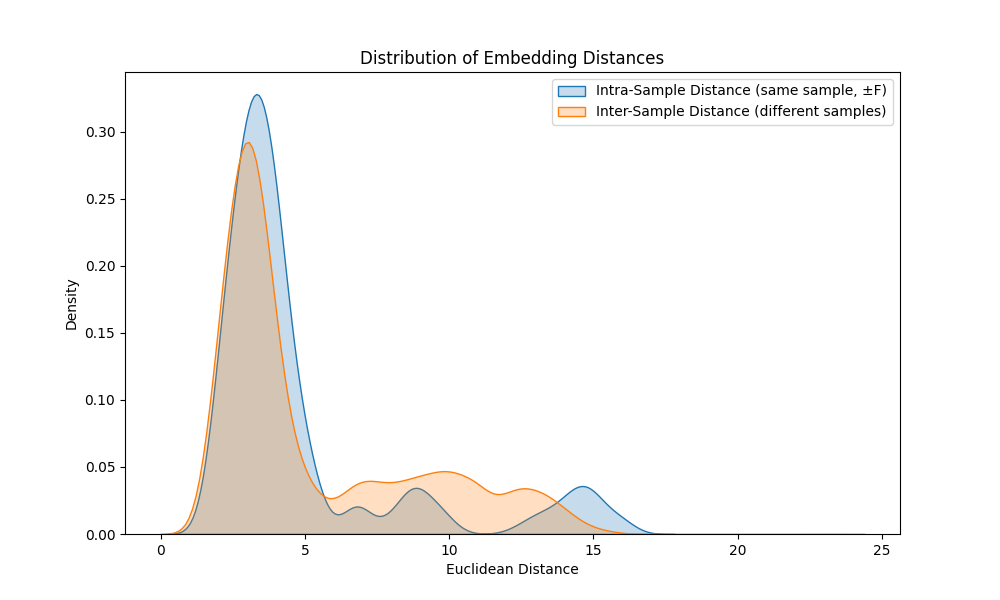 Distribution of Embedding Distances
Intra-Sample Distance (same sample, ±F)
Inter-Sample Distance (different samples)
0.30
0.25
0.20
0.15
0.10
0.05
0.00
Density
0 5 10 15 20 25
Euclidean Distance